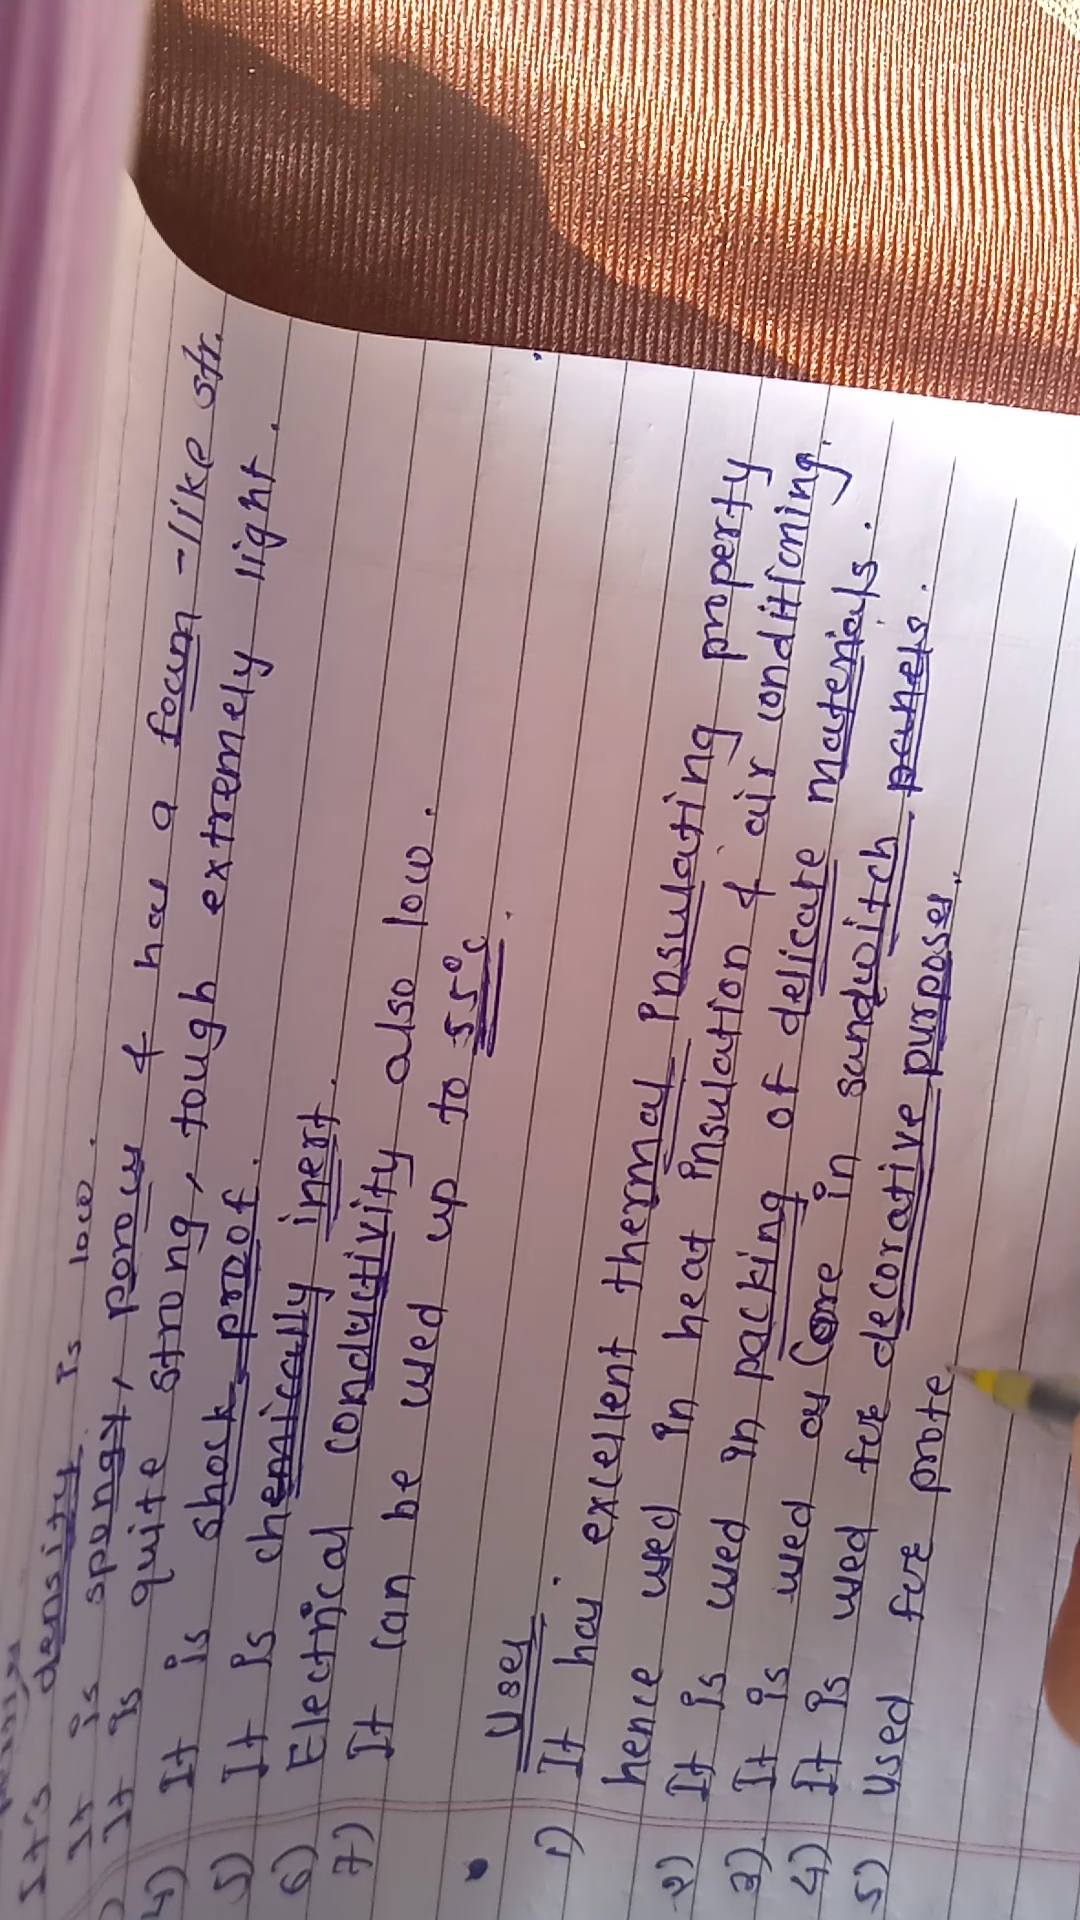 It's density is low.
It is spongy, porous & has a foam-like str.
It is quite strong, tough extremely light.
4) It is shock proof.
5) It is chemically inert.
6) Electrical conductivity also low.
7) It can be used up to 55°c.
• Uses
1) It has excellent thermal insulating property
hence used in heat insulation & air conditioning.
2) It is used in packing of delicate materials.
3) It is used as core in sandwitch panels.
4) It is used for decorative purposes.
5) Used for prote